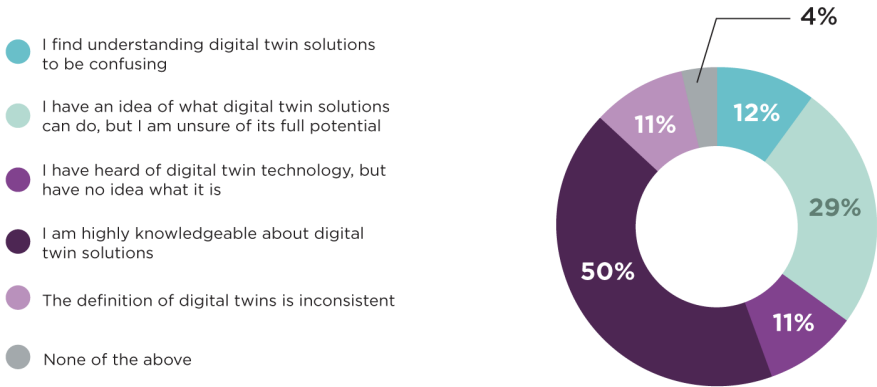 4%
I find understanding digital twin solutions
to be confusing
12%
I have an idea of what digital twin solutions
can do, but I am unsure of its full potential
11%
I have heard of digital twin technology, but
have no idea what it is
29%
I am highly knowledgeable about digital
twin solutions
50%
The definition of digital twins is inconsistent
11%
None of the above